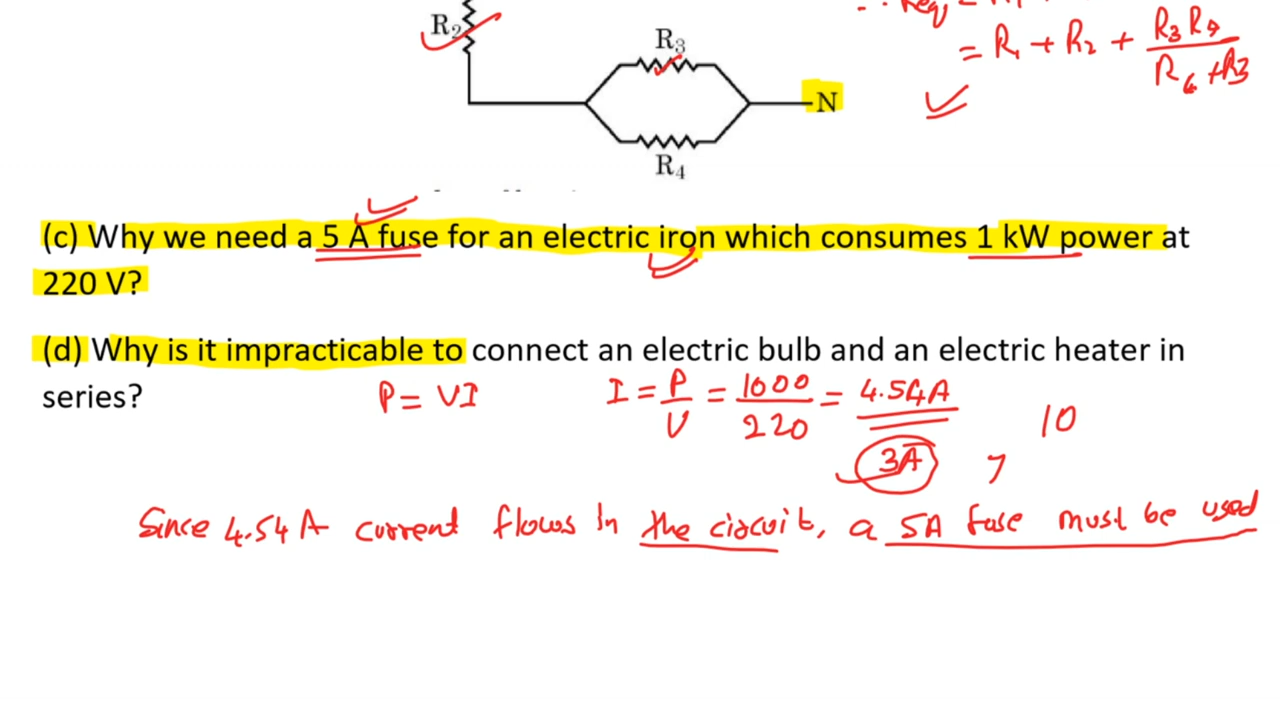 R2
R3
= R1 + R2 + R3 R4 / R4 + R3
N
R4
(c) Why we need a 5 A fuse for an electric iron which consumes 1 kW power at
220 V?
(d) Why is it impracticable to connect an electric bulb and an electric heater in
series?
P = VI
I = P/V = 1000/220 = 4.54A
10
3A
7
Since 4.54A current flows in the circuit, a 5A fuse must be used